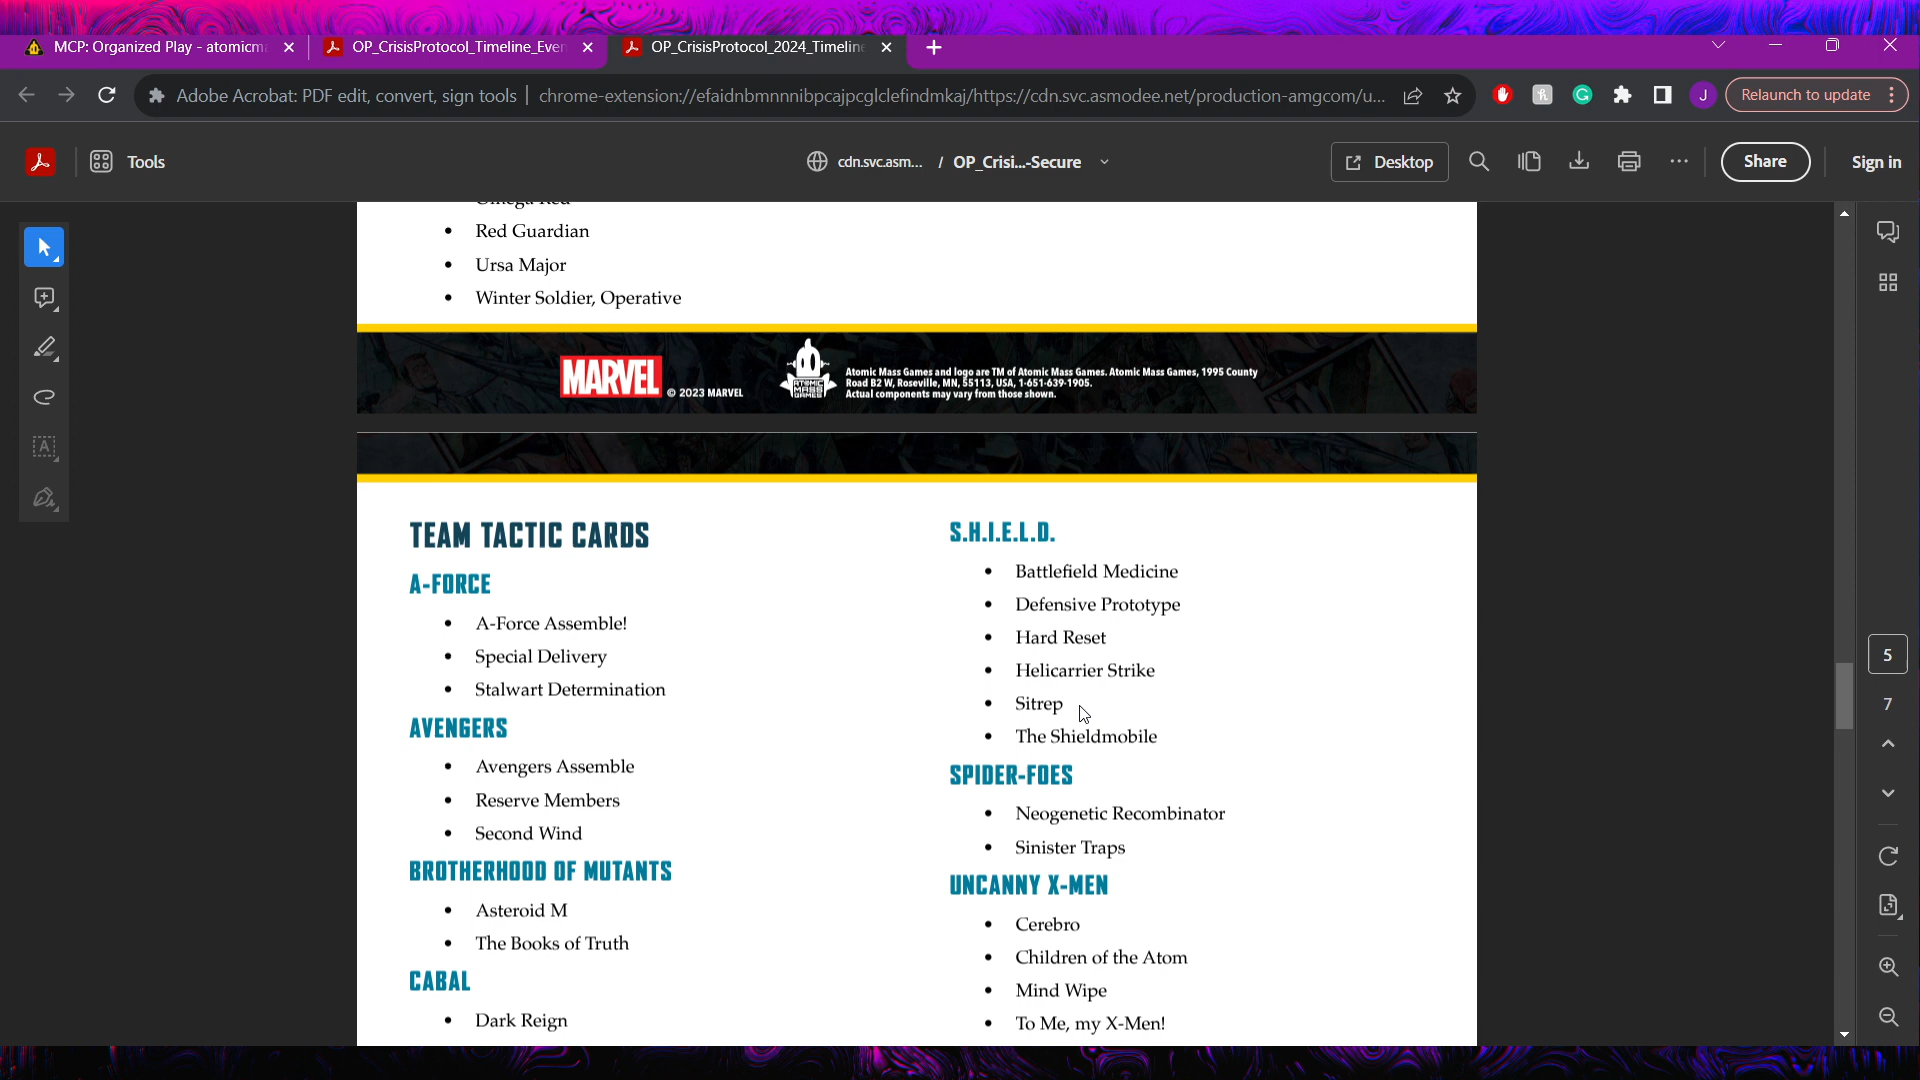 MCP: Organized Play - atomicma
OP_CrisisProtocol_Timeline_Even
OP_CrisisProtocol_2024_Timeline
Adobe Acrobat: PDF edit, convert, sign tools
chrome-extension://efaidnbmnnnibpcajpcglclefindmkaj/https://cdn.svc.asmodee.net/production-amgcom/u...
J
Relaunch to update
Tools
cdn.svc.asm... / OP_Crisi...-Secure
Desktop
Share
Sign in
Omega Red
• Red Guardian
• Ursa Major
• Winter Soldier, Operative
MARVEL
© 2023 MARVEL
ATOMIC
MASS
GAMES
Atomic Mass Games and logo are TM of Atomic Mass Games. Atomic Mass Games, 1995 County
Road B2 W, Roseville, MN, 55113, USA, 1-651-639-1905.
Actual components may vary from those shown.
TEAM TACTIC CARDS
A-FORCE
• A-Force Assemble!
• Special Delivery
• Stalwart Determination
AVENGERS
• Avengers Assemble
• Reserve Members
• Second Wind
BROTHERHOOD OF MUTANTS
• Asteroid M
• The Books of Truth
CABAL
• Dark Reign
S.H.I.E.L.D.
• Battlefield Medicine
• Defensive Prototype
• Hard Reset
• Helicarrier Strike
• Sitrep
• The Shieldmobile
SPIDER-FOES
• Neogenetic Recombinator
• Sinister Traps
UNCANNY X-MEN
• Cerebro
• Children of the Atom
• Mind Wipe
• To Me, my X-Men!
5
7